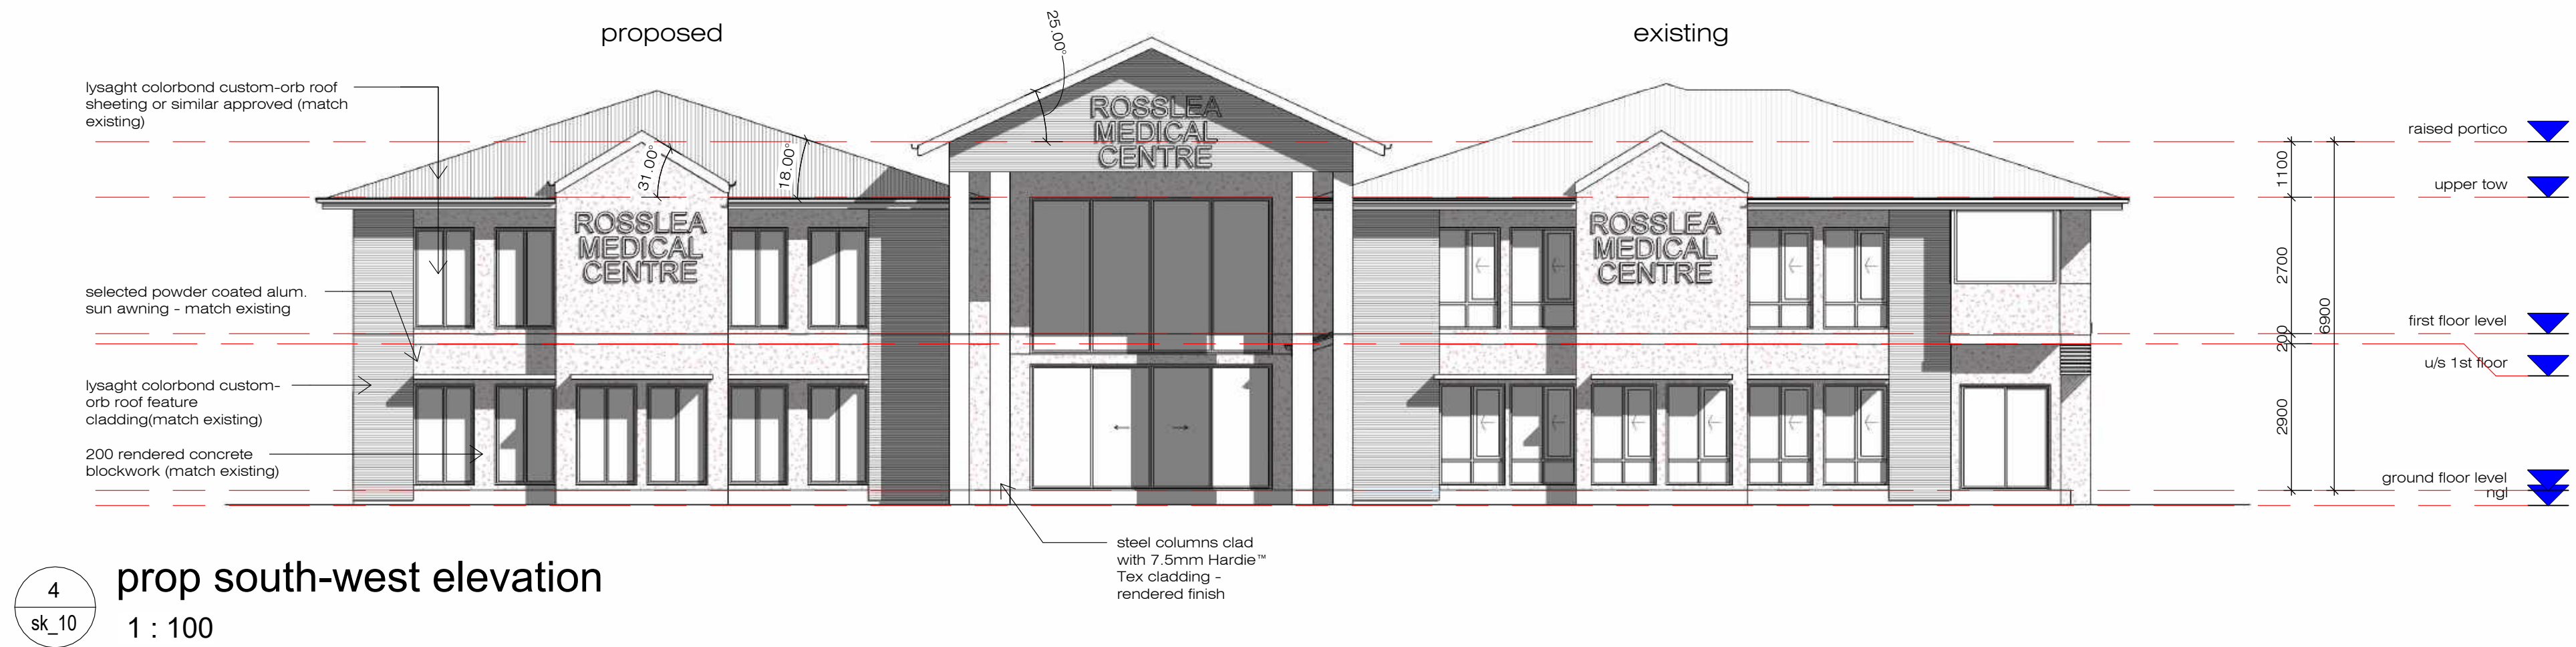 proposed
existing
25.00°
lysaght colorbond custom-orb roof
sheeting or similar approved (match
existing)
ROSSLEA
MEDICAL
CENTRE
31.00°
18.00°
ROSSLEA
MEDICAL
CENTRE
ROSSLEA
MEDICAL
CENTRE
selected powder coated alum.
sun awning - match existing
lysaght colorbond custom-
orb roof feature
cladding(match existing)
200 rendered concrete
blockwork (match existing)
steel columns clad
with 7.5mm Hardie™
Tex cladding -
rendered finish
1100
2700
200
2900
6900
raised portico
upper tow
first floor level
u/s 1st floor
ground floor level
ngl
4
sk_10
prop south-west elevation
1 : 100